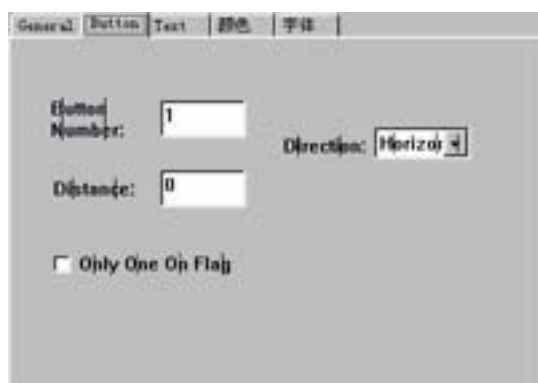 General Button Text 颜色 字体
Button
Number: 1
Direction: Horizor
Distance: 0
Only One On Flag